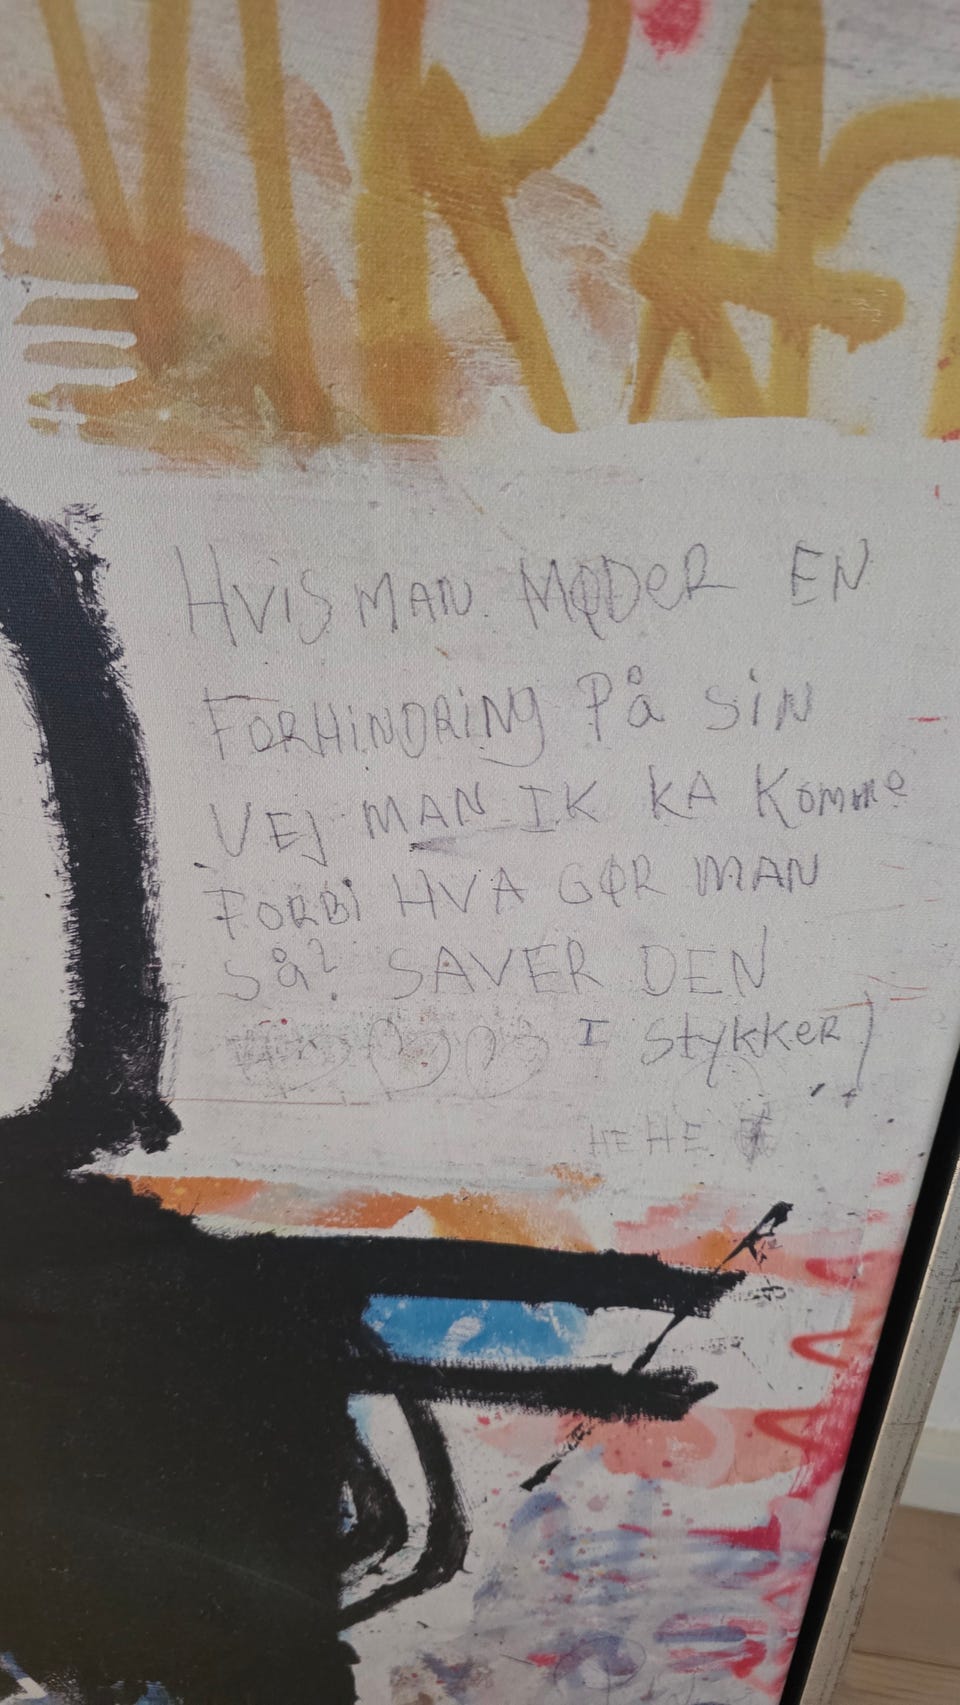 VIRA
HVIS MAN MØDER EN
FORHINDRING På SiN
VEJ MAN IK KA Komme
FORBi HVA GØR MAN
Så? SAVER DEN
I StykkeR
HEHE